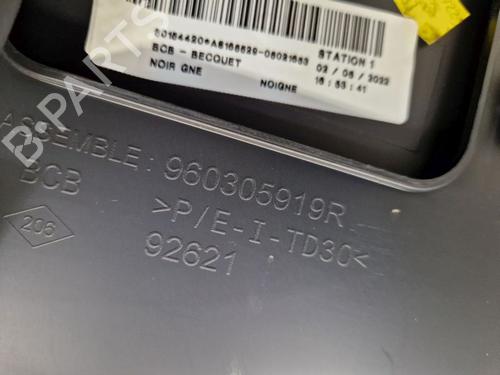 STATION 1
BCB - BECQUET
02 / 06 / 2022
NOIR GNE
NOIGNE
16 : 53 : 41
ASSEMBLE : 960305919R
BCB
>P/E-I-TD30<
206
92621
B-PARTS